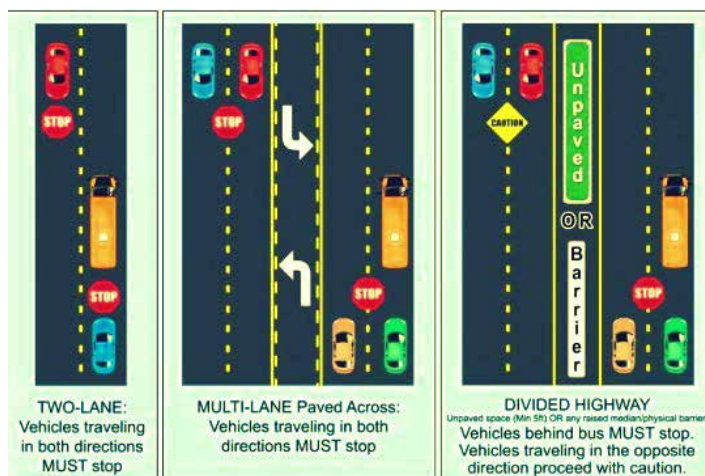 STOP
STOP
TWO-LANE:
Vehicles traveling
in both directions
MUST stop
STOP
STOP
MULTI-LANE Paved Across:
Vehicles traveling in both
directions MUST stop
CAUTION
Unpaved
OR
Barrier
STOP
DIVIDED HIGHWAY
Unpaved space (Min 5ft) OR any raised median/physical barrier
Vehicles behind bus MUST stop.
Vehicles traveling in the opposite
direction proceed with caution.